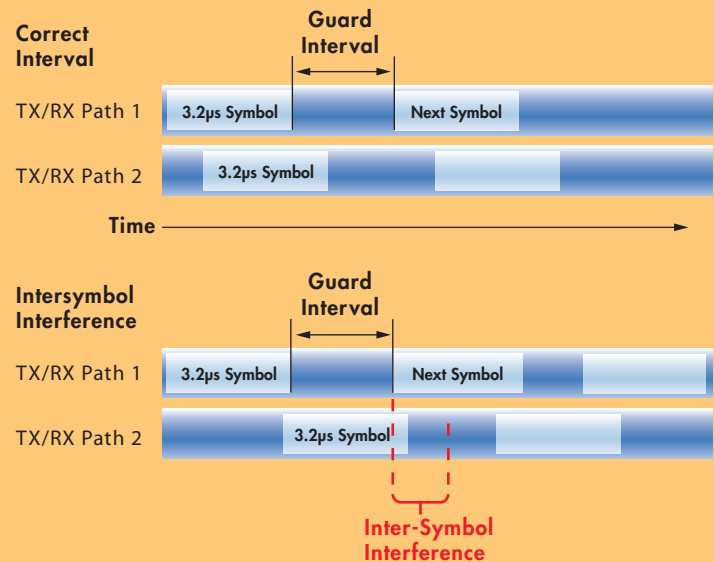 Correct
Interval
Guard
Interval
TX/RX Path 1
3.2µs Symbol
Next Symbol
TX/RX Path 2
3.2µs Symbol
Time
Intersymbol
Interference
Guard
Interval
TX/RX Path 1
3.2µs Symbol
Next Symbol
TX/RX Path 2
3.2µs Symbol
Inter-Symbol
Interference